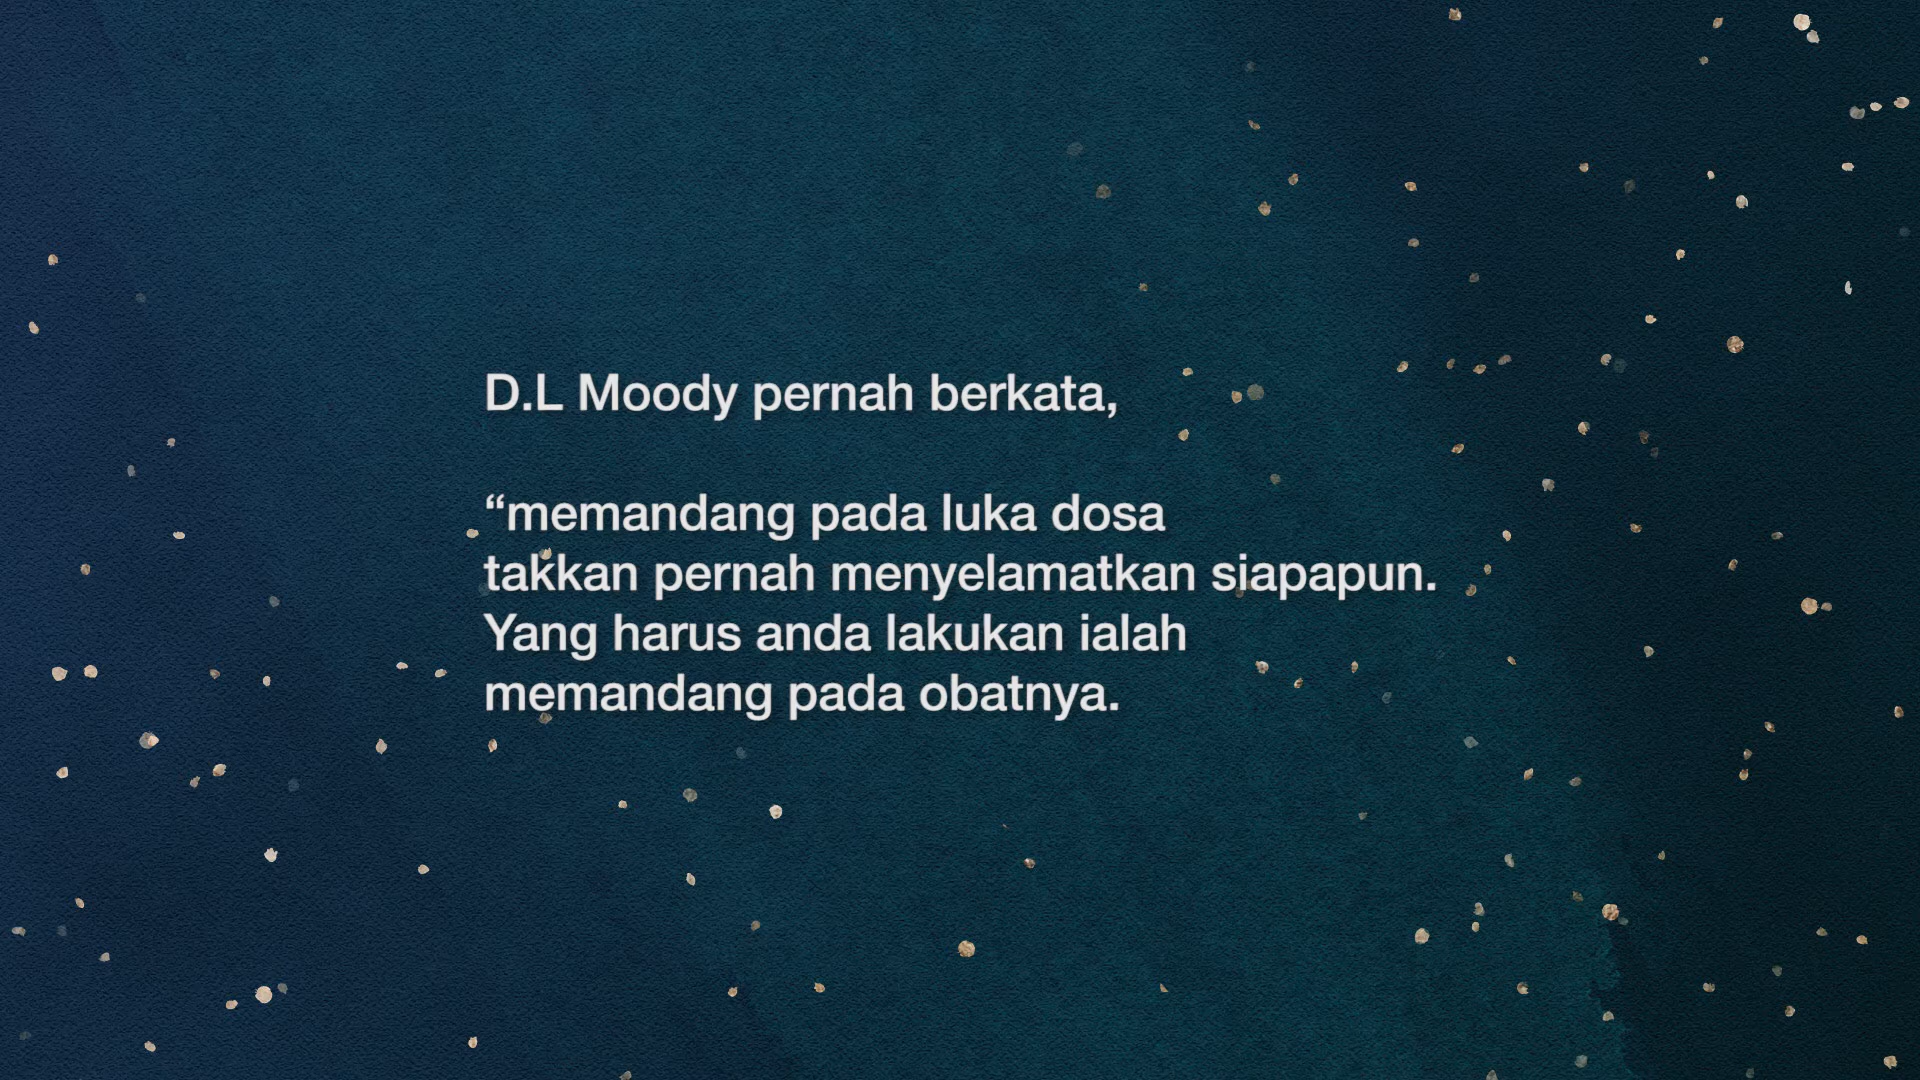 D.L Moody pernah berkata,
“memandang pada luka dosa
takkan pernah menyelamatkan siapapun.
Yang harus anda lakukan ialah
memandang pada obatnya.